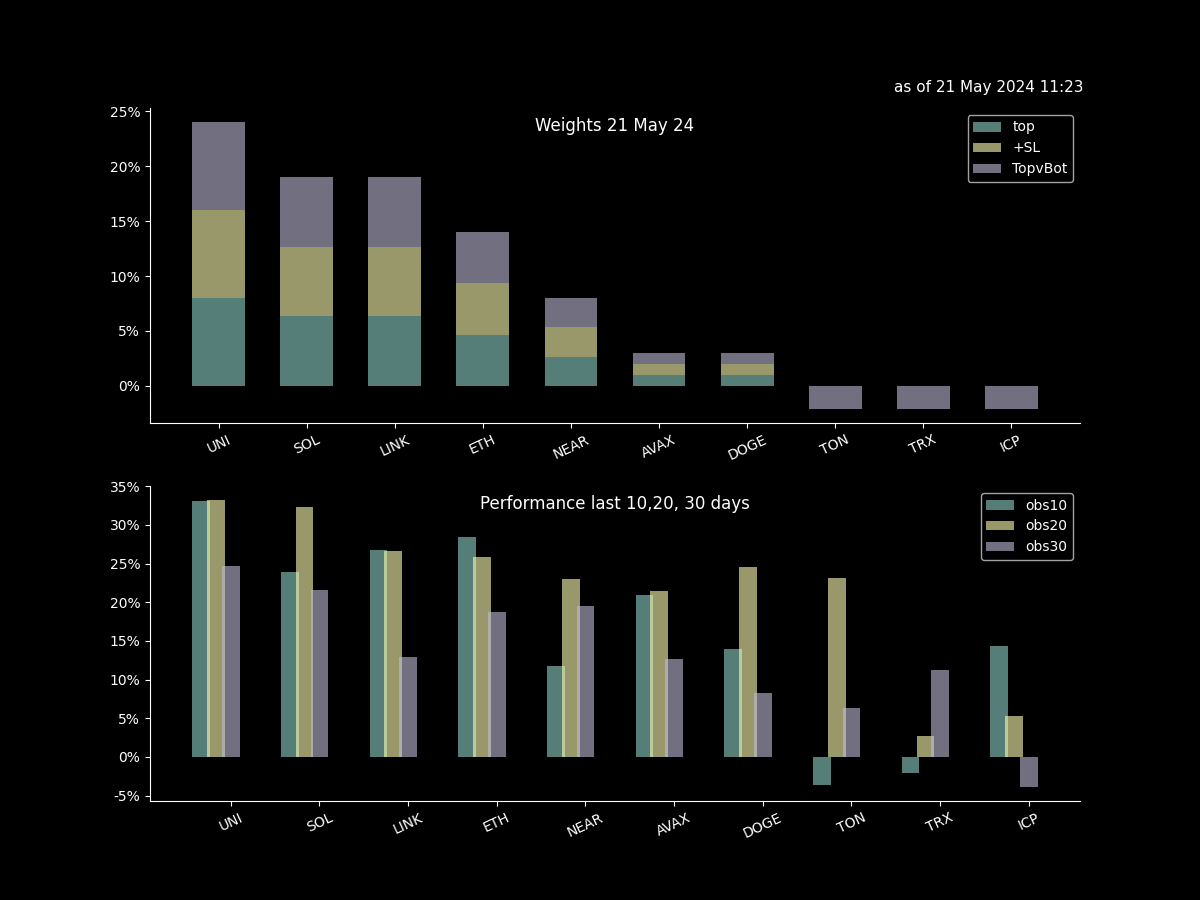 as of 21 May 2024 11:23
Weights 21 May 24
25%
20%
15%
10%
5%
0%
top
+SL
TopvBot
UNI SOL LINK ETH NEAR AVAX DOGE TON TRX ICP
Performance last 10,20, 30 days
35%
30%
25%
20%
15%
10%
5%
0%
-5%
obs10
obs20
obs30
UNI SOL LINK ETH NEAR AVAX DOGE TON TRX ICP